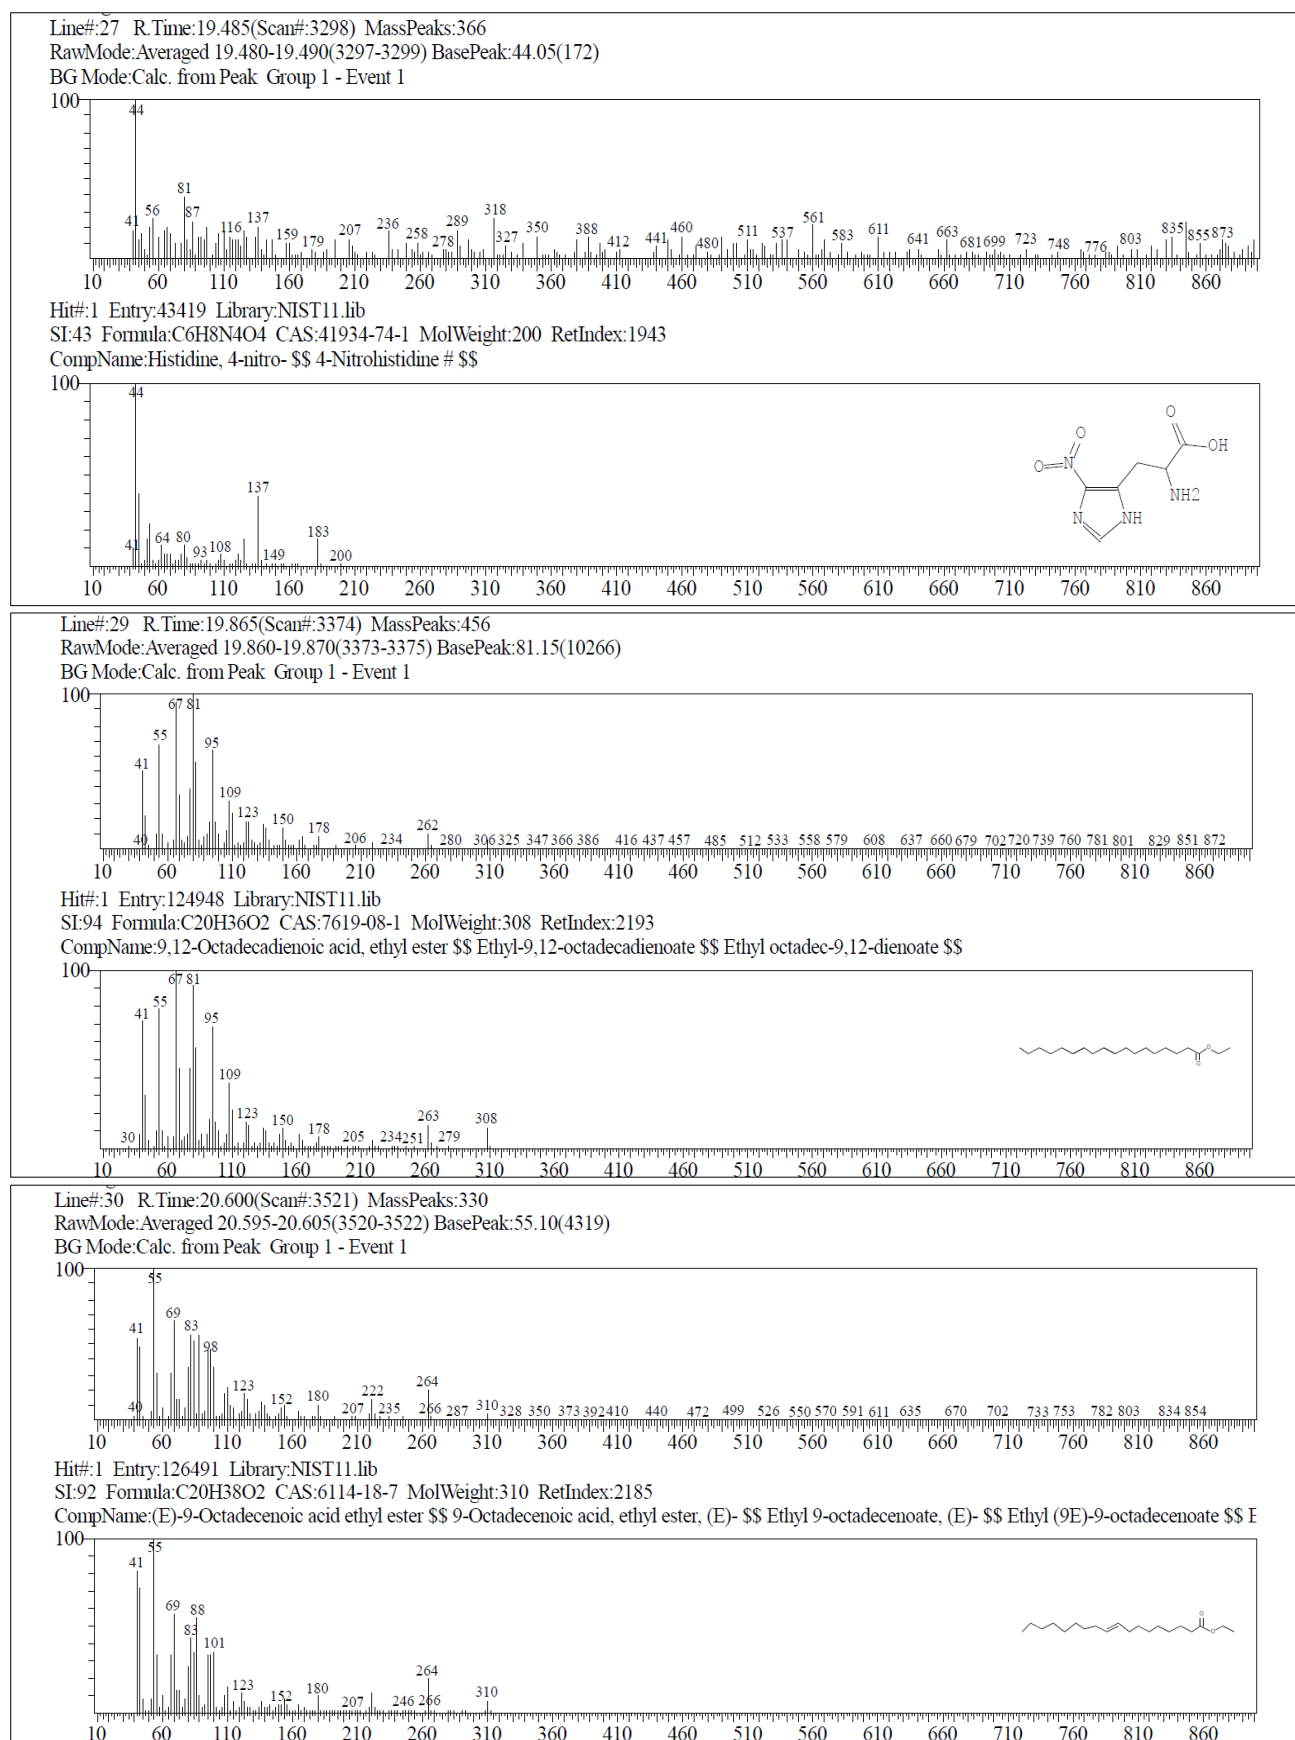 Line#:27 R.Time:19.485(Scan#:3298) MassPeaks:366
RawMode:Averaged 19.480-19.490(3297-3299) BasePeak:44.05(172)
BG Mode:Calc. from Peak Group 1 - Event 1
100
44
41 56 81 87 116 137 159 179 207 236 258 278 289 318 327 350 388 412 441 460 480 511 537 561 583 611 641 663 681 699 723 748 776 803 835 855 873
10 60 110 160 210 260 310 360 410 460 510 560 610 660 710 760 810 860
Hit#:1 Entry:43419 Library:NIST11.lib
SI:43 Formula:C6H8N4O4 CAS:41934-74-1 MolWeight:200 RetIndex:1943
CompName:Histidine, 4-nitro- $$ 4-Nitrohistidine # $$
100
44
41 64 80 93 108 137 149 183 200
O
O OH
O N
NH2
N NH
10 60 110 160 210 260 310 360 410 460 510 560 610 660 710 760 810 860
Line#:29 R.Time:19.865(Scan#:3374) MassPeaks:456
RawMode:Averaged 19.860-19.870(3373-3375) BasePeak:81.15(10266)
BG Mode:Calc. from Peak Group 1 - Event 1
100
67 81
40 41 55 95 109 123 150 178 206 234 262 280 306 325 347 366 386 416 437 457 485 512 533 558 579 608 637 660 679 702 720 739 760 781 801 829 851 872
10 60 110 160 210 260 310 360 410 460 510 560 610 660 710 760 810 860
Hit#:1 Entry:124948 Library:NIST11.lib
SI:94 Formula:C20H36O2 CAS:7619-08-1 MolWeight:308 RetIndex:2193
CompName:9,12-Octadecadienoic acid, ethyl ester $$ Ethyl-9,12-octadecadienoate $$ Ethyl octadec-9,12-dienoate $$
100
67 81
30 41 55 95 109 123 150 178 205 234 251 263 279 308
10 60 110 160 210 260 310 360 410 460 510 560 610 660 710 760 810 860
Line#:30 R.Time:20.600(Scan#:3521) MassPeaks:330
RawMode:Averaged 20.595-20.605(3520-3522) BasePeak:55.10(4319)
BG Mode:Calc. from Peak Group 1 - Event 1
100
55
40 41 69 83 98 123 152 180 207 222 235 264 266 287 310 328 350 373 392 410 440 472 499 526 550 570 591 611 635 670 702 733 753 782 803 834 854
10 60 110 160 210 260 310 360 410 460 510 560 610 660 710 760 810 860
Hit#:1 Entry:126491 Library:NIST11.lib
SI:92 Formula:C20H38O2 CAS:6114-18-7 MolWeight:310 RetIndex:2185
CompName:(E)-9-Octadecenoic acid ethyl ester $$ 9-Octadecenoic acid, ethyl ester, (E)- $$ Ethyl 9-octadecenoate, (E)- $$ Ethyl (9E)-9-octadecenoate $$ E
100
55
41 69 83 88 101 123 152 180 207 246 264 266 310
10 60 110 160 210 260 310 360 410 460 510 560 610 660 710 760 810 860